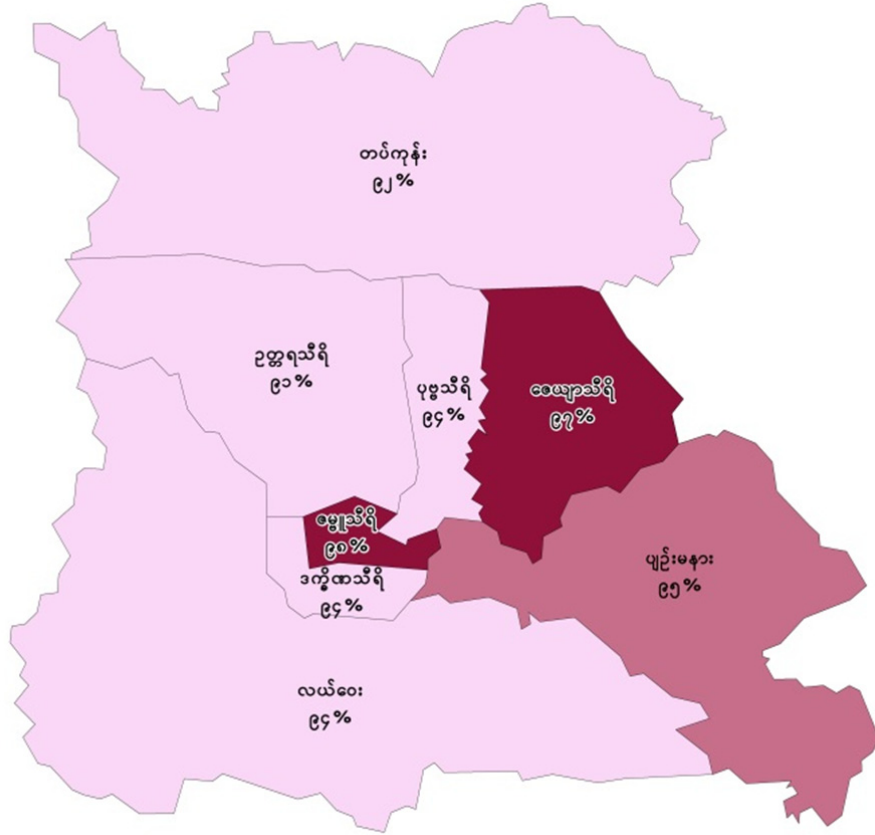 တပ်ကုန်း
၉၂%
ဥတ္တရသီရိ
၉၁%
ပုဗ္ဗသီရိ
၉၄%
ဇေယျာသီရိ
၉၇%
ဇမ္ဗူသီရိ
၉၈%
ပျဉ်းမနား
၉၅%
ဒက္ခိဏသီရိ
၉၄%
လယ်ဝေး
၉၄%